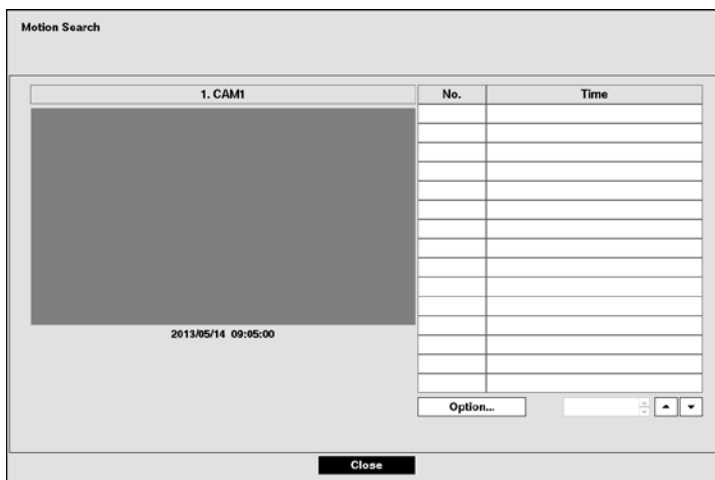 Motion Search
1. CAM1
No. Time
2013/05/14 09:05:00
Option...
Close